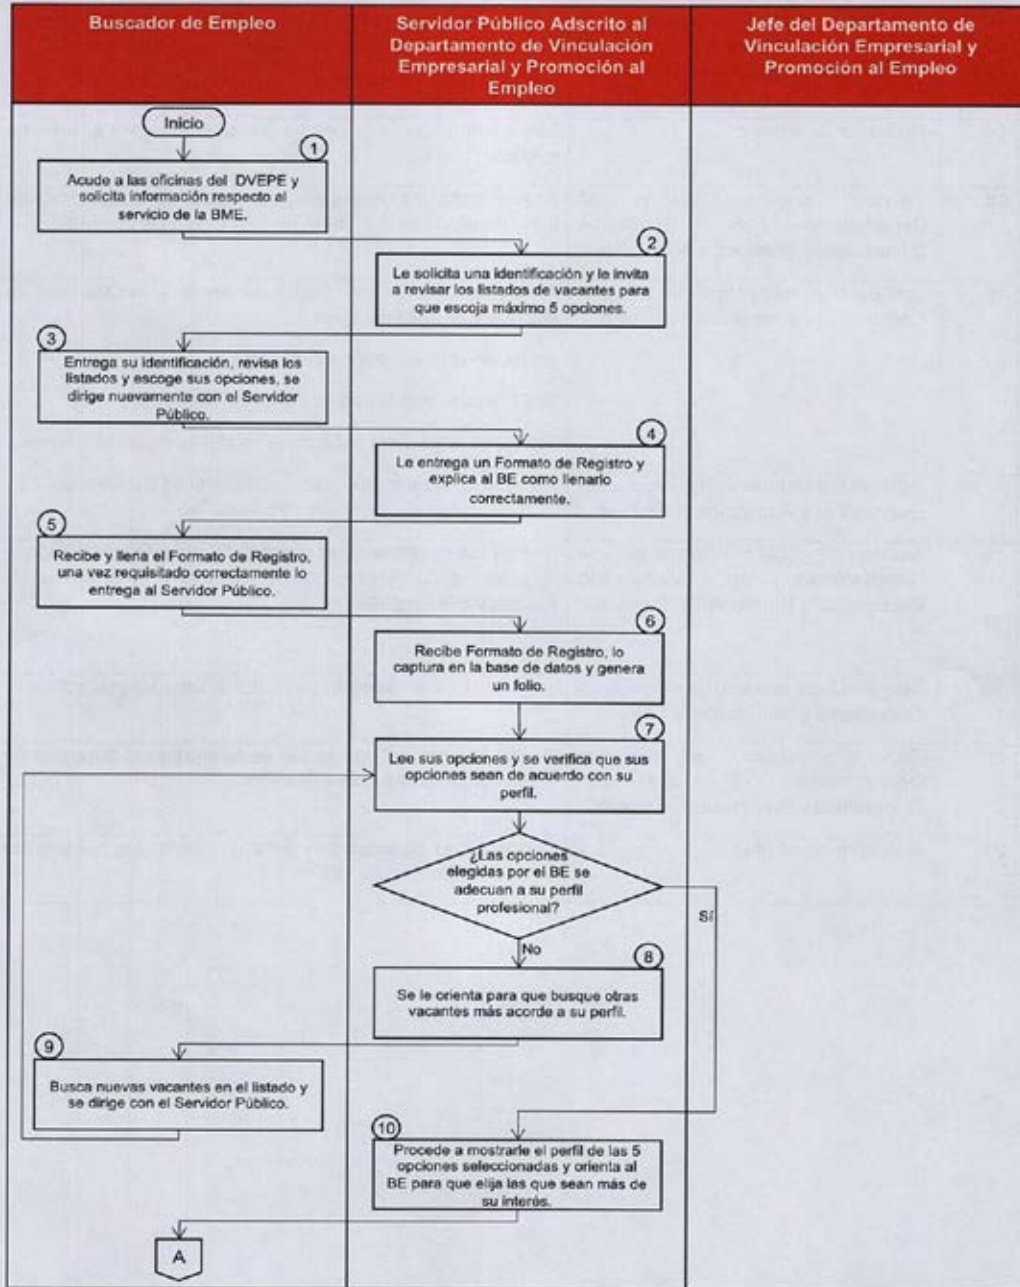 Buscador de Empleo
Servidor Público Adscrito al
Departamento de Vinculación
Empresarial y Promoción al
Empleo
Jefe del Departamento de
Vinculación Empresarial y
Promoción al Empleo
Inicio
1
Acude a las oficinas del DVEPE y
solicita información respecto al
servicio de la BME.
2
Le solicita una identificación y le invita
a revisar los listados de vacantes para
que escoja máximo 5 opciones.
3
Entrega su identificación, revisa los
listados y escoge sus opciones, se
dirige nuevamente con el Servidor
Público.
4
Le entrega un Formato de Registro y
explica al BE como llenarlo
correctamente.
5
Recibe y llena el Formato de Registro,
una vez requisitado correctamente lo
entrega al Servidor Público.
6
Recibe Formato de Registro, lo
captura en la base de datos y genera
un folio.
7
Lee sus opciones y se verifica que sus
opciones sean de acuerdo con su
perfil.
¿Las opciones
elegidas por el BE se
adecuan a su perfil
profesional?
Sí
No
8
Se le orienta para que busque otras
vacantes más acorde a su perfil.
9
Busca nuevas vacantes en el listado y
se dirige con el Servidor Público.
10
Procede a mostrarle el perfil de las 5
opciones seleccionadas y orienta al
BE para que elija las que sean más de
su interés.
A